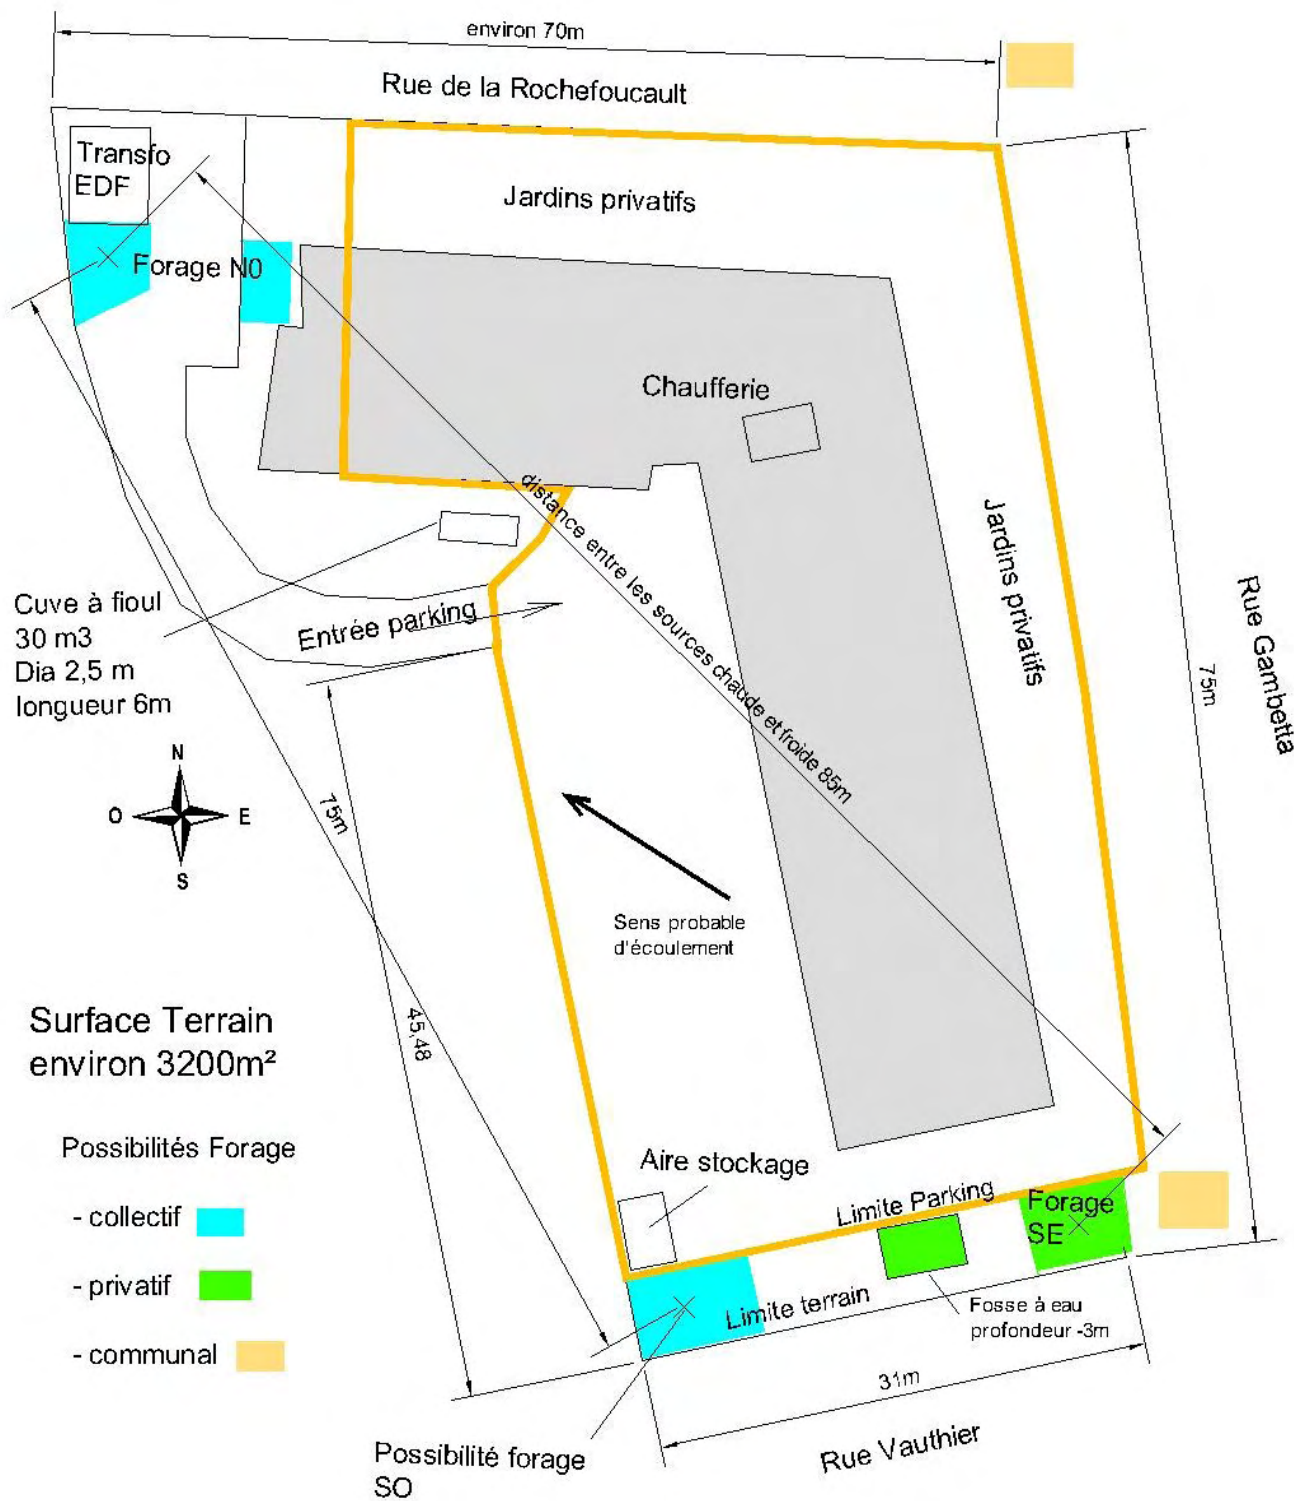 environ 70m
Rue de la Rochefoucault
Transfo
EDF
Jardins privatifs
Forage N0
Chaufferie
distance entre les sources chaude et froide 85m
Jardins privatifs
Rue Gambetta
75m
Cuve à fioul
30 m3
Dia 2,5 m
longueur 6m
Entrée parking
N
O
E
S
75m
Sens probable
d'écoulement
45,48
Surface Terrain
environ 3200m²
Possibilités Forage
- collectif
- privatif
- communal
Aire stockage
Limite Parking
Forage
SE
Limite terrain
Fosse à eau
profondeur -3m
31m
Rue Vauthier
Possibilité forage
SO